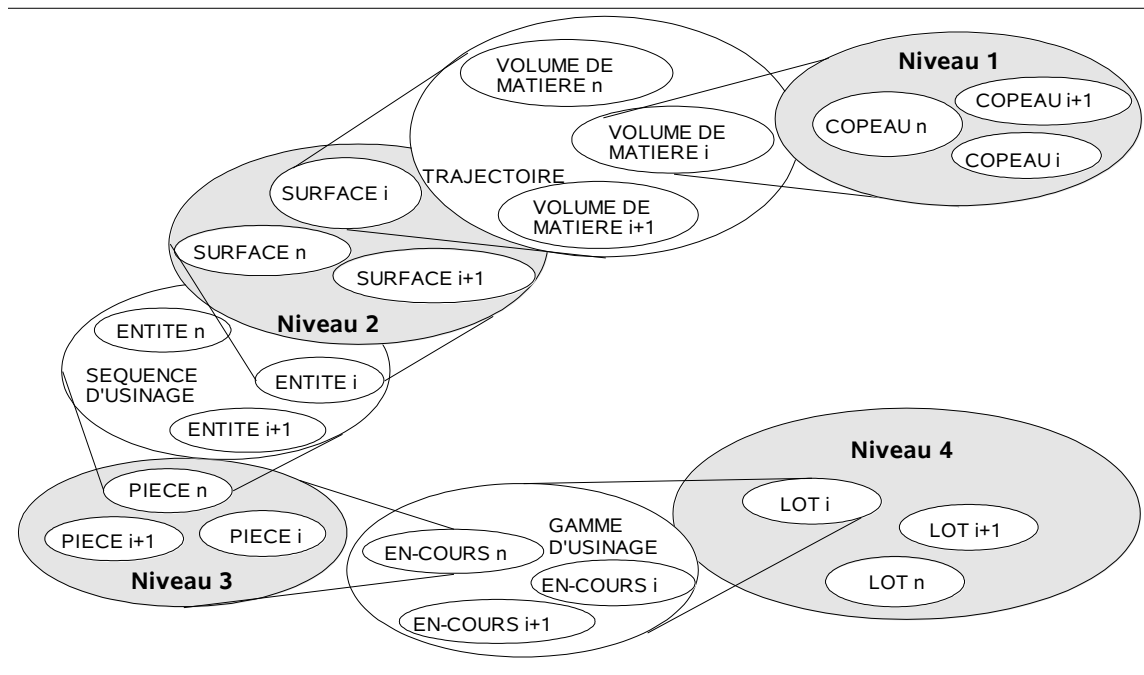 VOLUME DE
MATIERE n
Niveau 1
COPEAU i+1
COPEAU n
COPEAU i
VOLUME DE
MATIERE i
TRAJECTOIRE
VOLUME DE
MATIERE i+1
SURFACE i
SURFACE n
SURFACE i+1
Niveau 2
ENTITE n
SEQUENCE
D'USINAGE
ENTITE i
ENTITE i+1
PIECE n
PIECE i+1
PIECE i
Niveau 3
GAMME
D'USINAGE
EN-COURS n
EN-COURS i
EN-COURS i+1
Niveau 4
LOT i
LOT i+1
LOT n